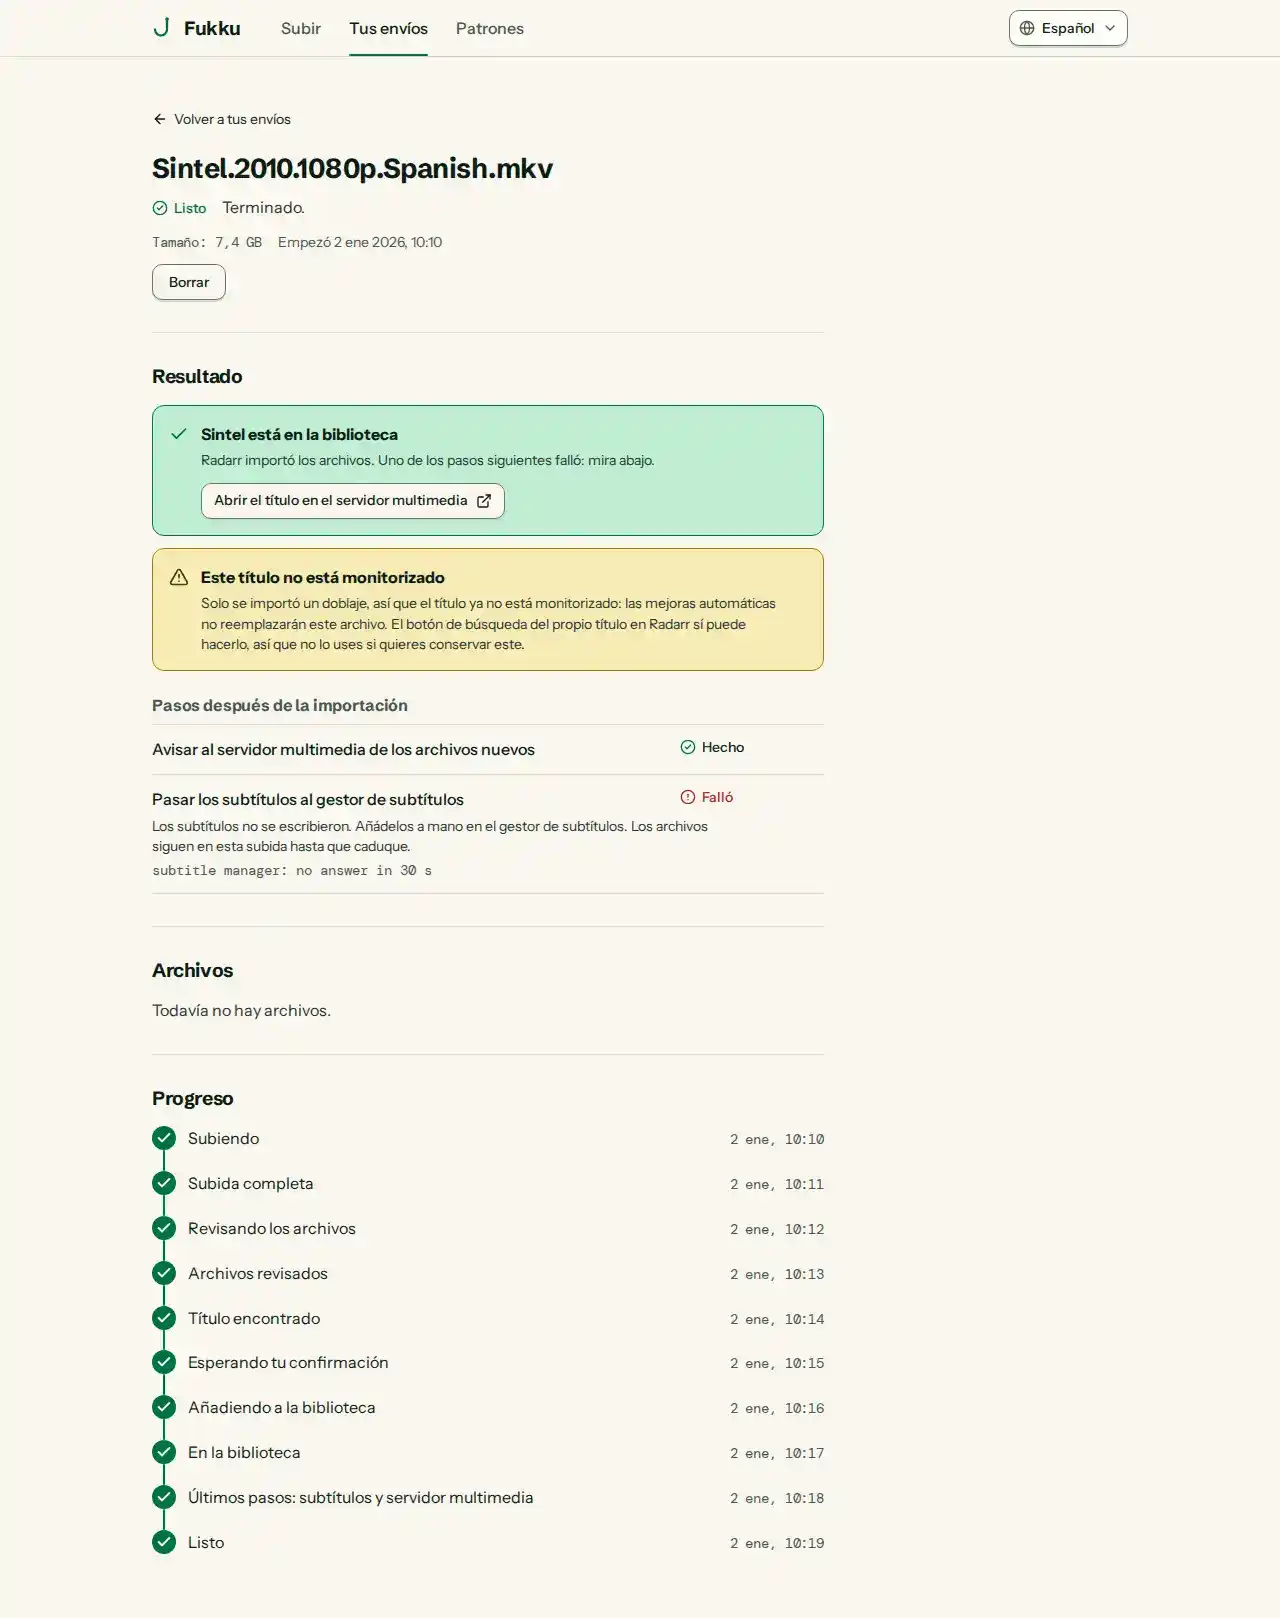 Fukku
Subir
Tus envíos
Patrones
Español
Volver a tus envíos
Sintel.2010.1080p.Spanish.mkv
Listo
Terminado.
Tamaño: 7,4 GB
Empezó 2 ene 2026, 10:10
Borrar
Resultado
Sintel está en la biblioteca
Radarr importó los archivos. Uno de los pasos siguientes falló: mira abajo.
Abrir el título en el servidor multimedia
Este título no está monitorizado
Solo se importó un doblaje, así que el título ya no está monitorizado: las mejoras automáticas
no reemplazarán este archivo. El botón de búsqueda del propio título en Radarr sí puede
hacerlo, así que no lo uses si quieres conservar este.
Pasos después de la importación
Avisar al servidor multimedia de los archivos nuevos
Hecho
Pasar los subtítulos al gestor de subtítulos
Falló
Los subtítulos no se escribieron. Añádelos a mano en el gestor de subtítulos. Los archivos
siguen en esta subida hasta que caduque.
subtitle manager: no answer in 30 s
Archivos
Todavía no hay archivos.
Progreso
Subiendo
2 ene, 10:10
Subida completa
2 ene, 10:11
Revisando los archivos
2 ene, 10:12
Archivos revisados
2 ene, 10:13
Título encontrado
2 ene, 10:14
Esperando tu confirmación
2 ene, 10:15
Añadiendo a la biblioteca
2 ene, 10:16
En la biblioteca
2 ene, 10:17
Últimos pasos: subtítulos y servidor multimedia
2 ene, 10:18
Listo
2 ene, 10:19